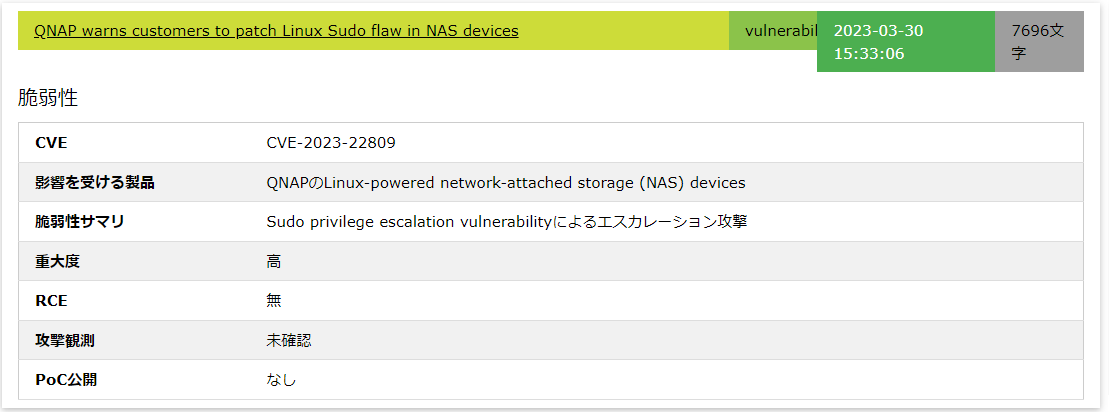 QNAP warns customers to patch Linux Sudo flaw in NAS devices
vulnerabil
2023-03-30
15:33:06
7696文
字
脆弱性
CVE CVE-2023-22809
影響を受ける製品 QNAPのLinux-powered network-attached storage (NAS) devices
脆弱性サマリ Sudo privilege escalation vulnerabilityによるエスカレーション攻撃
重大度 高
RCE 無
攻撃観測 未確認
PoC公開 なし